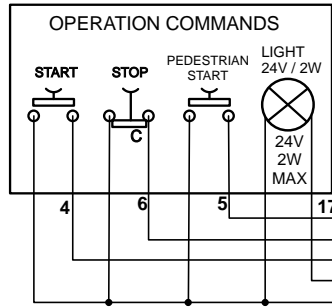 OPERATION COMMANDS
START
STOP
PEDESTRIAN
START
LIGHT
24V / 2W
C
24V
2W
MAX
4
6
5
17